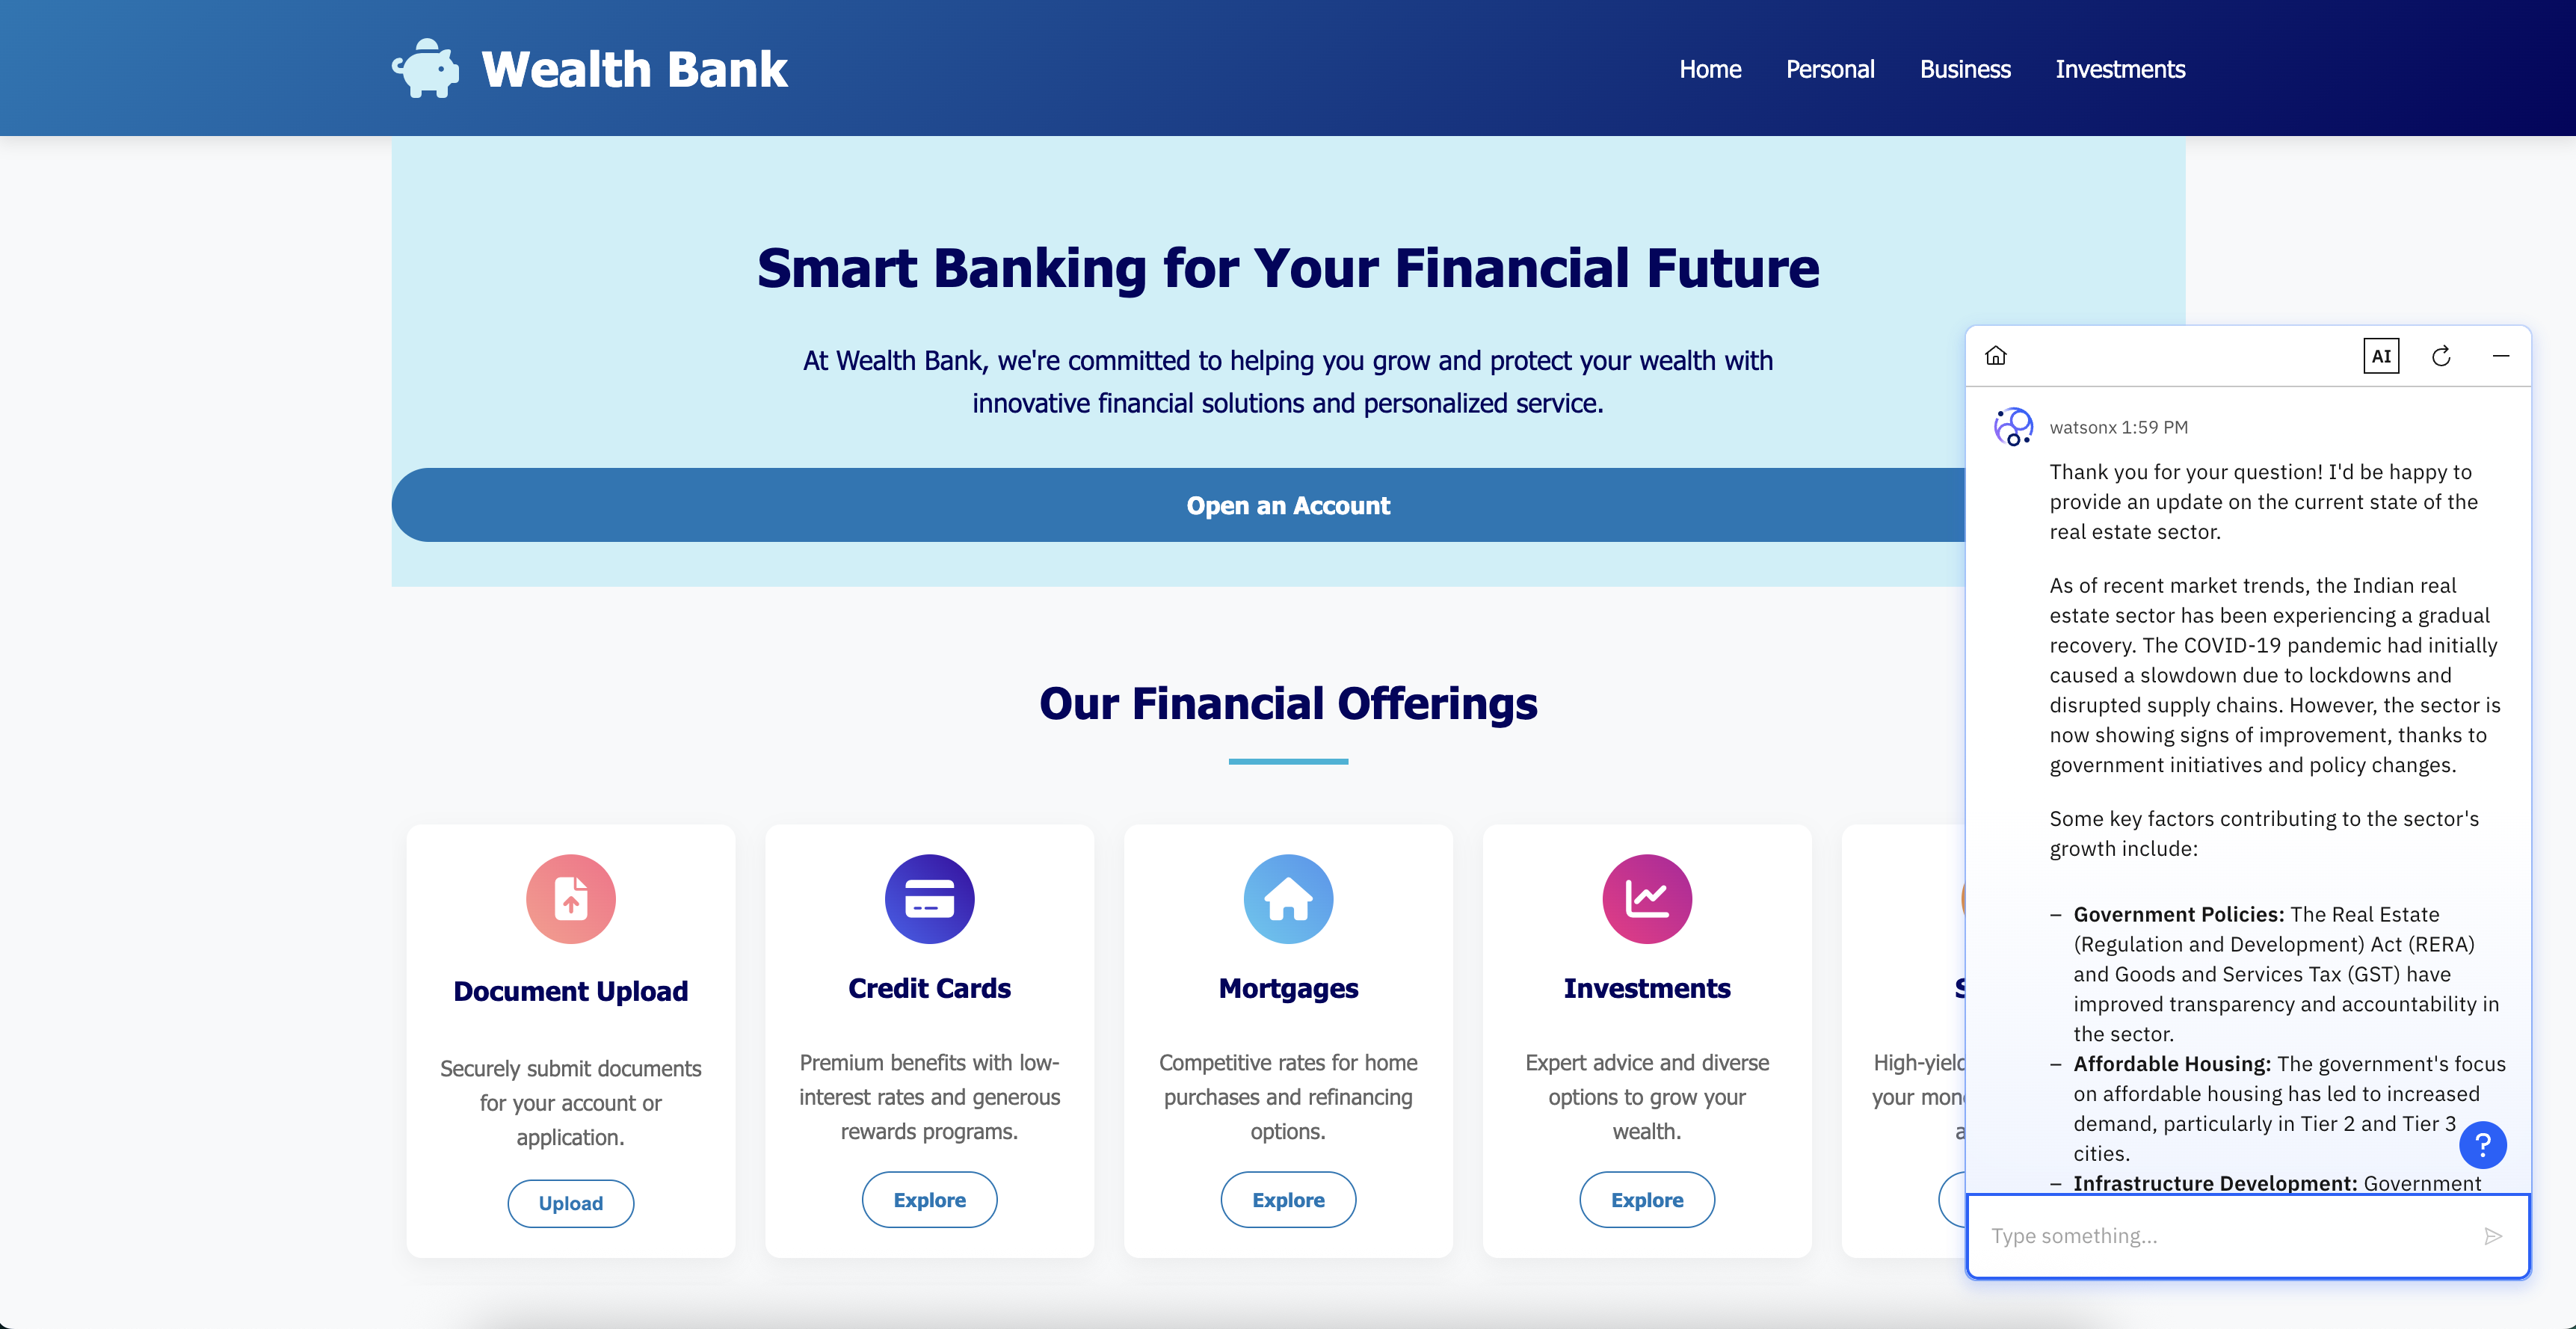 Wealth Bank
Home Personal Business Investments
Smart Banking for Your Financial Future
At Wealth Bank, we're committed to helping you grow and protect your wealth with
innovative financial solutions and personalized service.
Open an Account
Our Financial Offerings
Document Upload
Securely submit documents
for your account or
application.
Upload
Credit Cards
Premium benefits with low-
interest rates and generous
rewards programs.
Explore
Mortgages
Competitive rates for home
purchases and refinancing
options.
Explore
Investments
Expert advice and diverse
options to grow your
wealth.
Explore
High-yield
your
AI
watsonx 1:59 PM
Thank you for your question! I'd be happy to
provide an update on the current state of the
real estate sector.
As of recent market trends, the Indian real
estate sector has been experiencing a gradual
recovery. The COVID-19 pandemic had initially
caused a slowdown due to lockdowns and
disrupted supply chains. However, the sector is
now showing signs of improvement, thanks to
government initiatives and policy changes.
Some key factors contributing to the sector's
growth include:
– Government Policies: The Real Estate
(Regulation and Development) Act (RERA)
and Goods and Services Tax (GST) have
improved transparency and accountability in
the sector.
– Affordable Housing: The government's focus
on affordable housing has led to increased
demand, particularly in Tier 2 and Tier 3
cities.
– Infrastructure Development: Government
?
Type something...